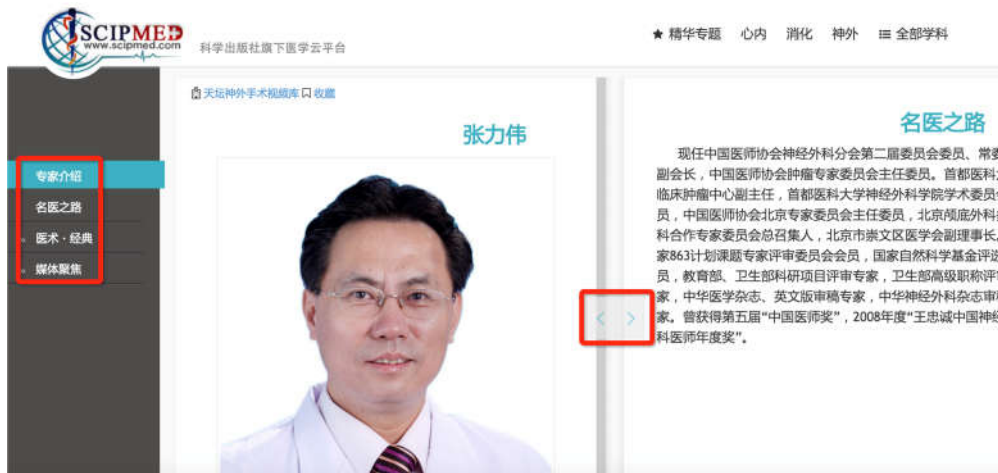 SCIPMED
www.scipmed.com
科学出版社旗下医学云平台
★ 精华专题 心内 消化 神外 ≔ 全部学科
天坛神外手术视频库 收藏
专家介绍
名医之路
医术·经典
媒体聚焦
张力伟
名医之路
现任中国医师协会神经外科分会第二届委员会委员、常委
副会长，中国医师协会肿瘤专家委员会主任委员。首都医科
临床肿瘤中心副主任，首都医科大学神经外科学院学术委员
员，中国医师协会北京专家委员会主任委员，北京颅底外科
科合作专家委员会总召集人，北京市崇文区医学会副理事长
家863计划课题专家评审委员会会员，国家自然科学基金评选
员，教育部、卫生部科研项目评审专家，卫生部高级职称评
家，中华医学杂志、英文版审稿专家，中华神经外科杂志审
家。曾获得第五届“中国医师奖”，2008年度“王忠诚中国神经
科医师年度奖”。